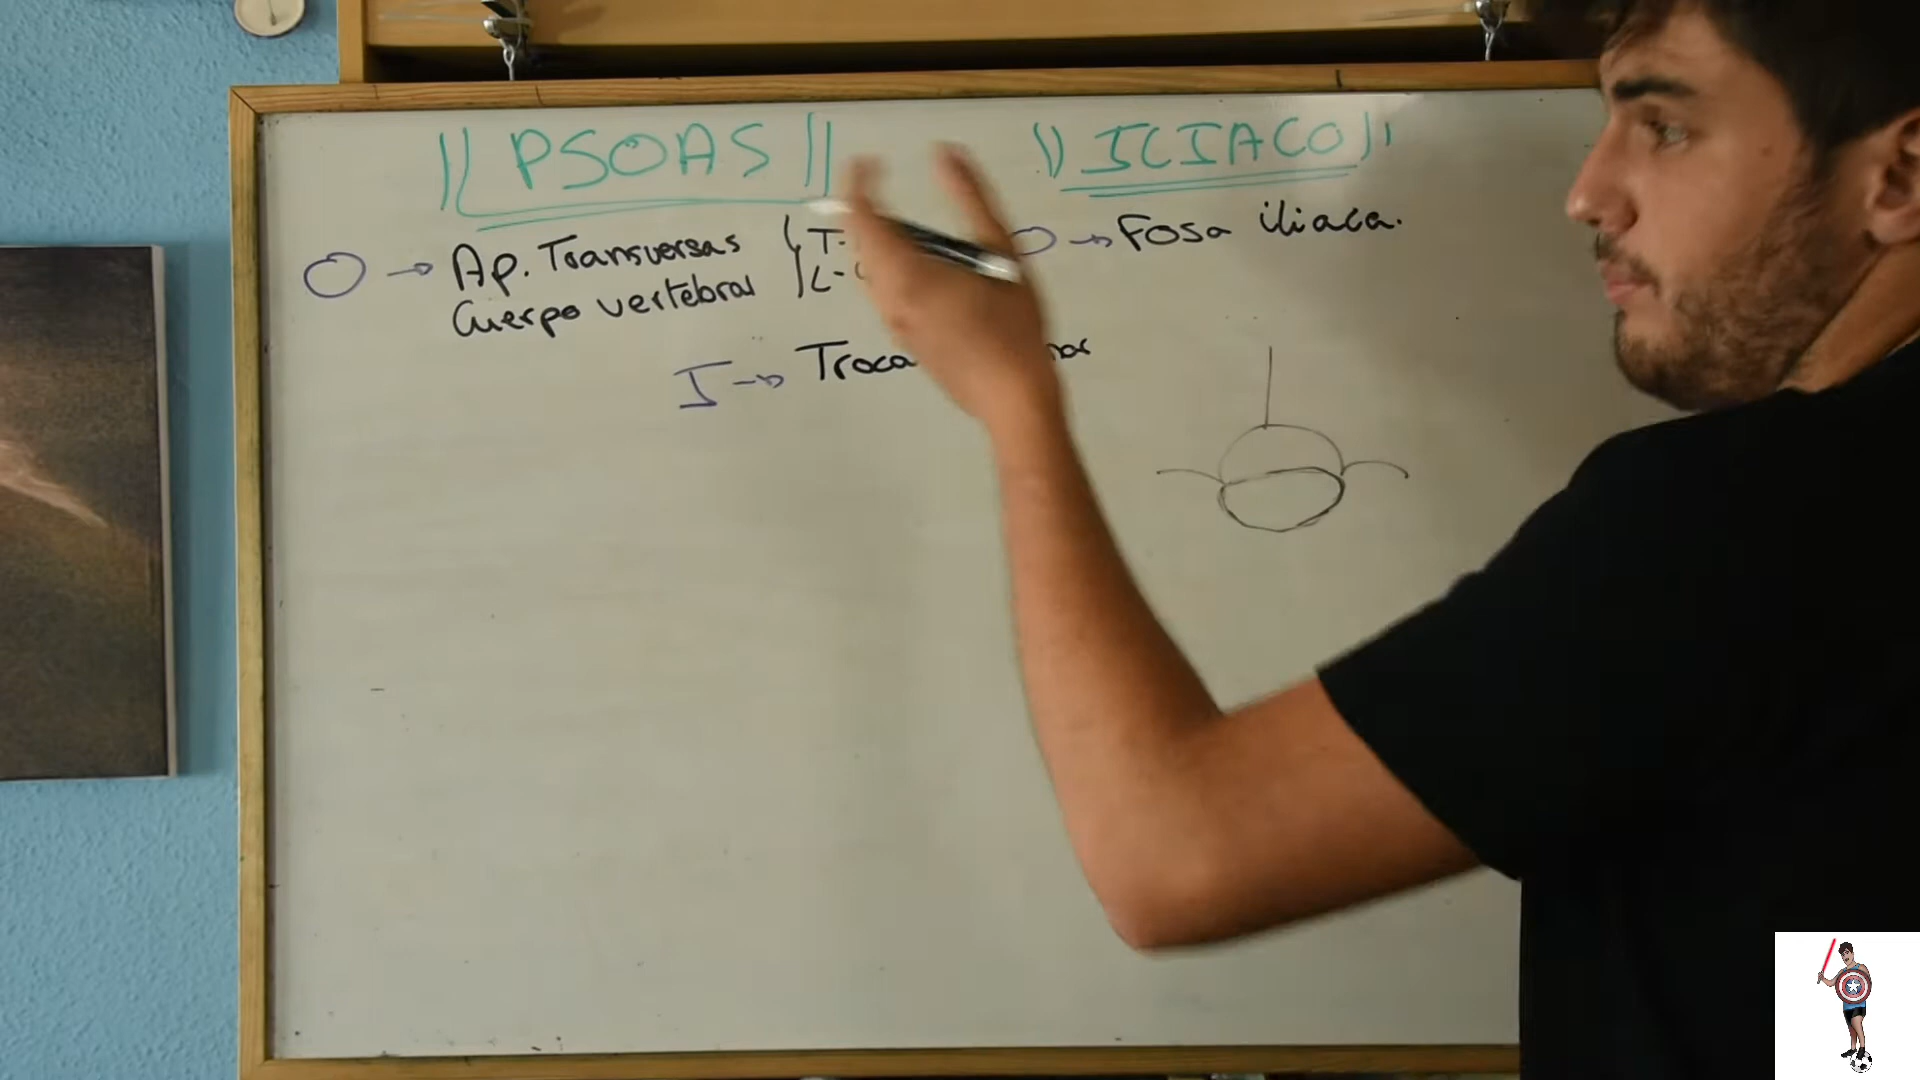 || PSOAS ||
|| ILIACO ||
O → Ap. Transversas
Cuerpo vertebral
T-
L-
→ Fosa iliaca.
I → Troca